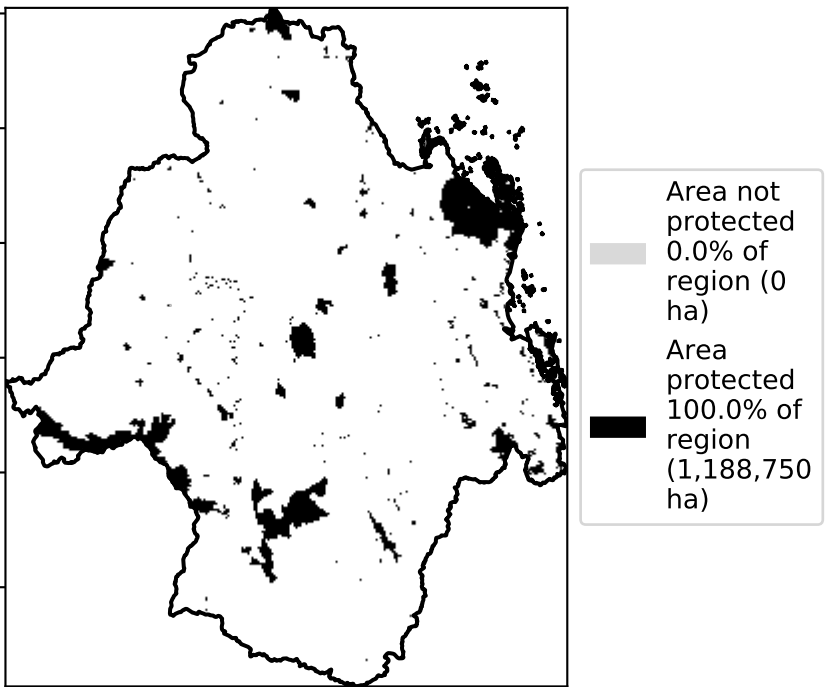 Area not
protected
0.0% of
region (0
ha)
Area
protected
100.0% of
region
(1,188,750
ha)